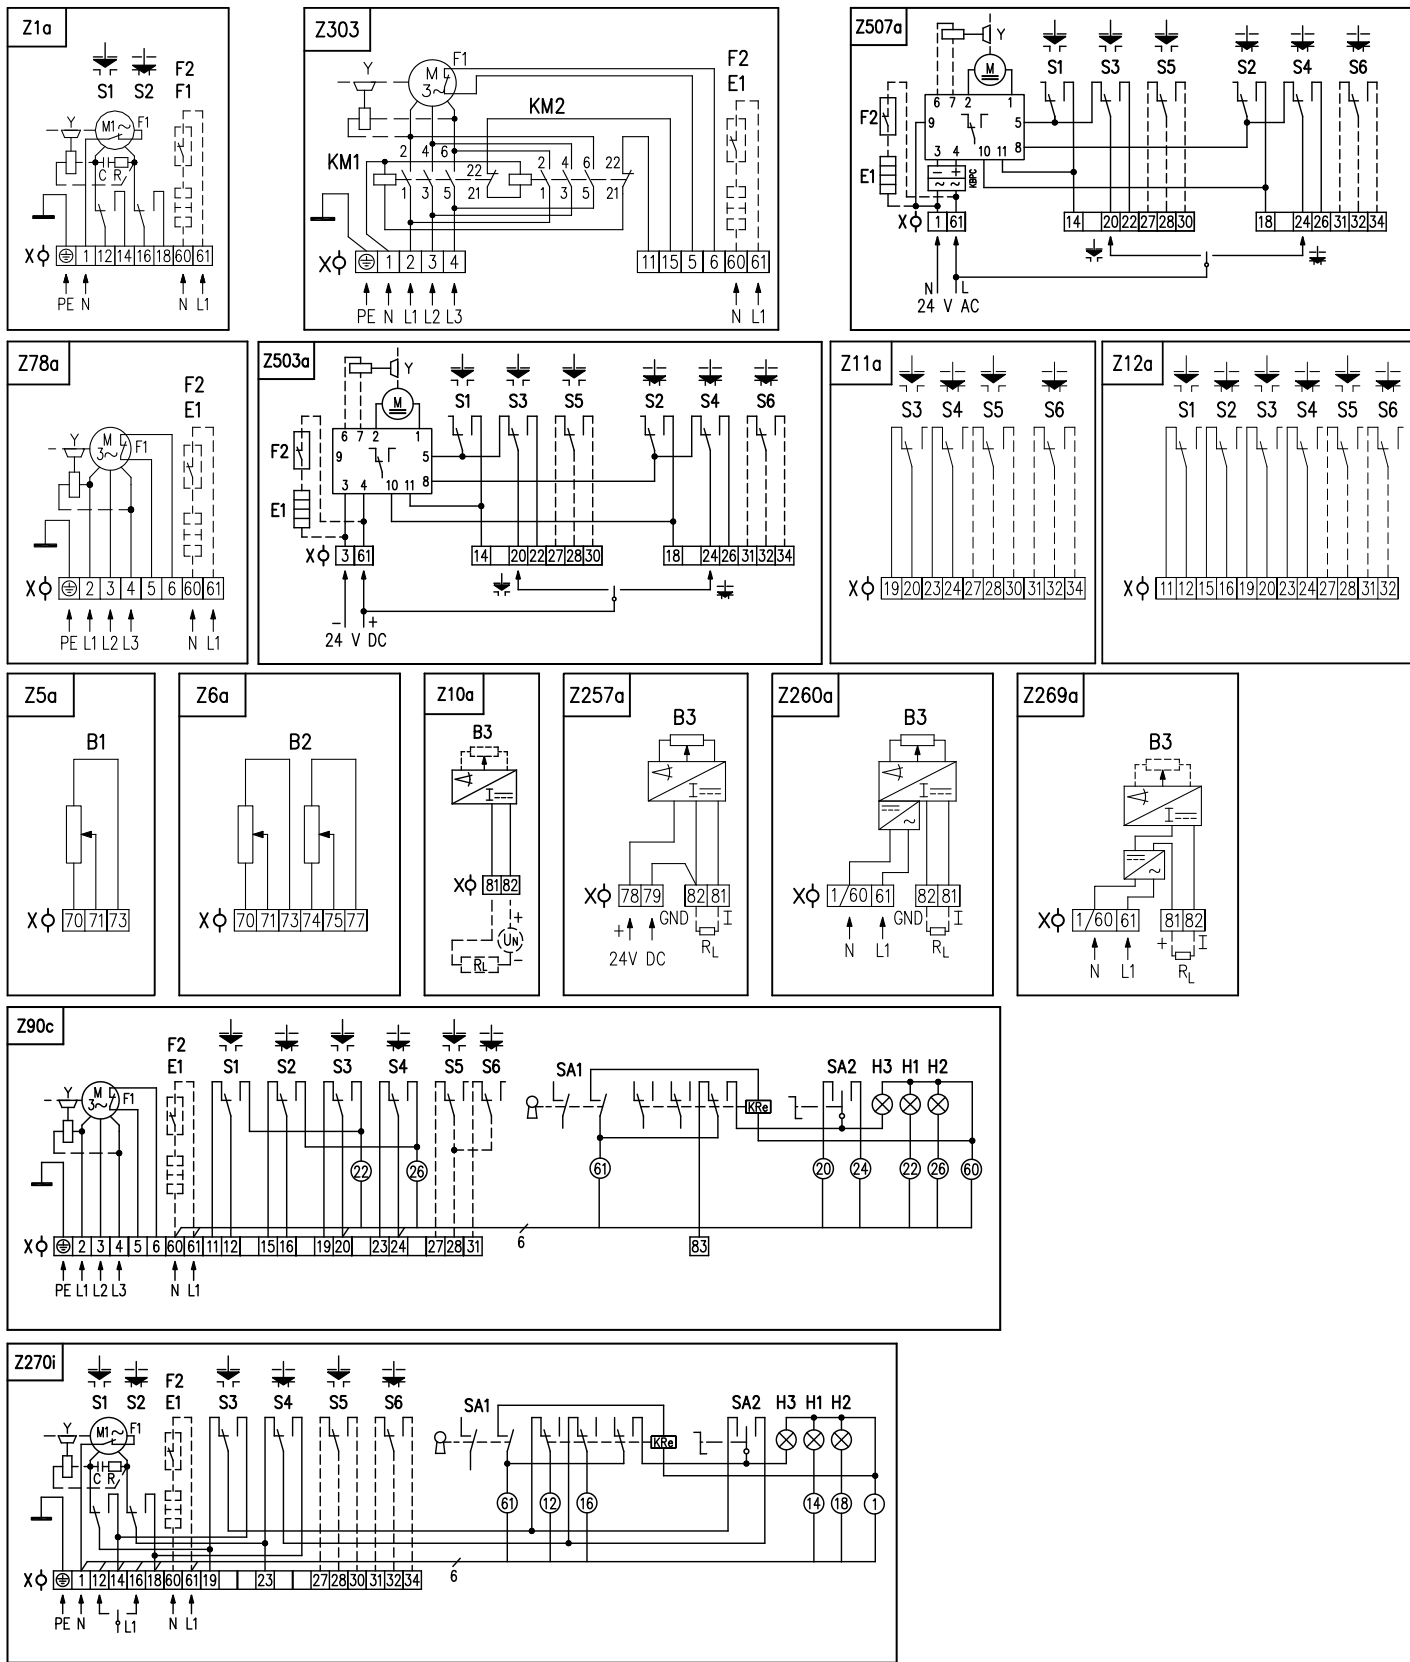 Z1a
S1 S2 F2
F1
Y M1~ F1
C R
X 1 12 14 16 18 60 61
PE N N L1
Z303
Y M 3~ F1 F2
E1
KM2
KM1
2 4 6 22 2 4 6 22
1 3 5 21 1 3 5 21
X 1 2 3 4 11 15 5 6 60 61
PE N L1 L2 L3 N L1
Z507a
Y
M
S1 S3 S5 S2 S4 S6
F2
6 7 2 1
9 5
8
3 4 10 11
E1
KBPC
X 1 61 14 20 22 27 28 30 18 24 26 31 32 34
N L
24 V AC
Z78a
F2
E1
Y M 3~ F1
X 2 3 4 5 6 60 61
PE L1 L2 L3 N L1
Z503a
Y
M
S1 S3 S5 S2 S4 S6
F2
6 7 2 1
9 5
8
3 4 10 11
E1
X 3 61 14 20 22 27 28 30 18 24 26 31 32 34
− +
24 V DC
Z11a
S3 S4 S5 S6
X 19 20 23 24 27 28 30 31 32 34
Z12a
S1 S2 S3 S4 S5 S6
X 11 12 15 16 19 20 23 24 27 28 31 32
Z5a
B1
X 70 71 73
Z6a
B2
X 70 71 73 74 75 77
Z10a
B3
I
X 81 82
+
UN
−
RL
Z257a
B3
I
X 78 79 82 81
GND I
+
24V DC RL
Z260a
B3
I
~
X 1/60 61 82 81
GND I
N L1 RL
Z269a
B3
I
~
X 1/60 61 81 82
+ I
N L1 RL
Z90c
F2
E1
S1 S2 S3 S4 S5 S6
SA1 SA2 H3 H1 H2
Y M 3~ F1
KRe
22 26 61 20 24 22 26 60
6
X 2 3 4 5 6 60 61 11 12 15 16 19 20 23 24 27 28 31 83
PE L1 L2 L3 N L1
Z270i
S1 S2 F2
E1 S3 S4 S5 S6
SA1 SA2 H3 H1 H2
Y M1~ F1
KRe
C R
61 12 16 14 18 1
6
X 1 12 14 16 18 60 61 19 23 27 28 30 31 32 34
PE N L1 N L1